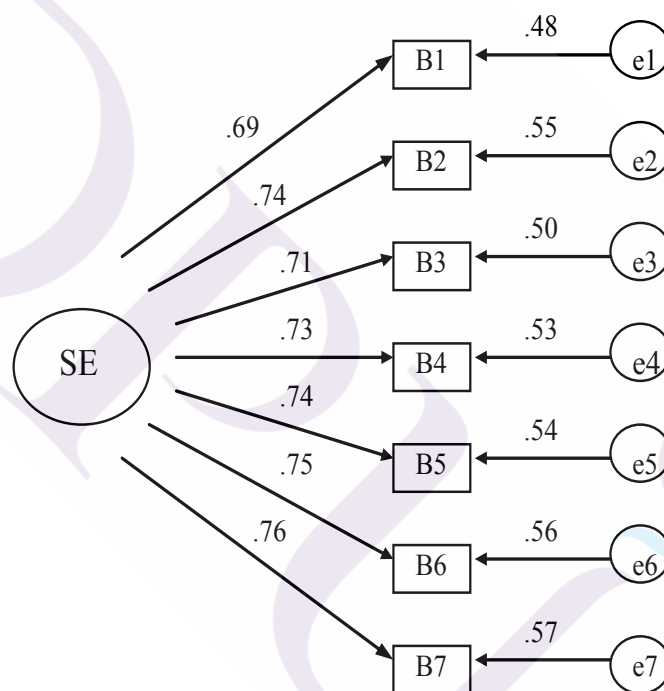 .48
B1
e1
.69
.55
B2
e2
.74
.50
B3
e3
.71
SE
.73
.53
B4
e4
.74
.54
B5
e5
.75
.56
B6
e6
.76
.57
B7
e7